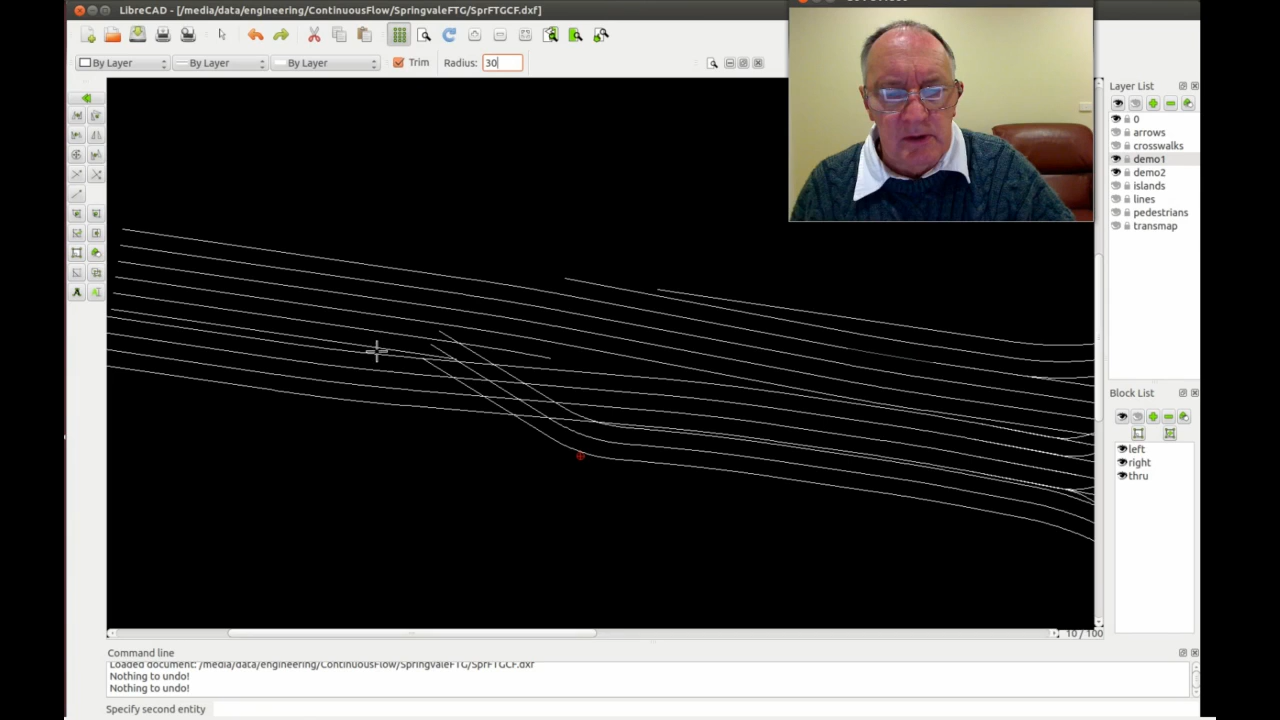 LibreCAD - [/media/data/engineering/ContinuousFlow/SpringvaleFTG/SprFTGCF.dxf]
By Layer By Layer By Layer Trim Radius: 30
Layer List
0
arrows
crosswalks
demo1
demo2
islands
lines
pedestrians
transmap
Block List
left
right
thru
10 / 100
Command line
Loaded document: /media/data/engineering/ContinuousFlow/SpringvaleFTG/SprFTGCF.dxf
Nothing to undo!
Nothing to undo!
Specify second entity